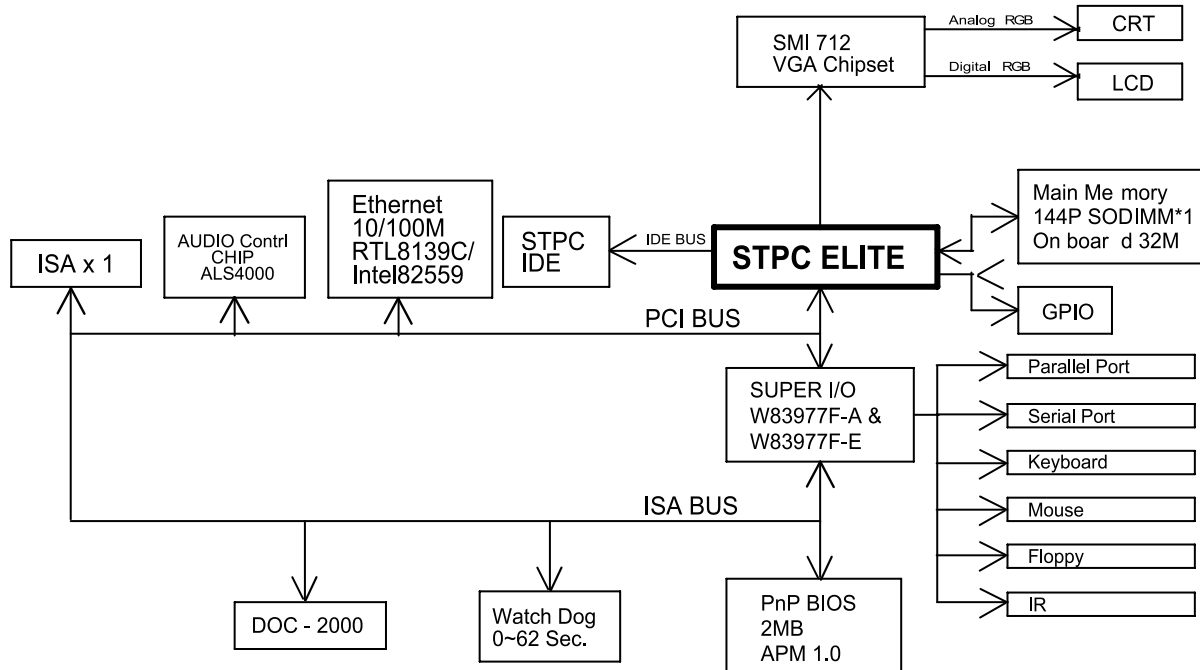 SMI 712
VGA Chipset
Analog RGB
CRT
Digital RGB
LCD
Main Me mory
144P SODIMM*1
On boar d 32M
GPIO
STPC ELITE
IDE BUS
STPC
IDE
Ethernet
10/100M
RTL8139C/
Intel82559
AUDIO Contrl
CHIP
ALS4000
ISA x 1
PCI BUS
SUPER I/O
W83977F-A &
W83977F-E
Parallel Port
Serial Port
Keyboard
Mouse
Floppy
IR
ISA BUS
DOC - 2000
Watch Dog
0~62 Sec.
PnP BIOS
2MB
APM 1.0